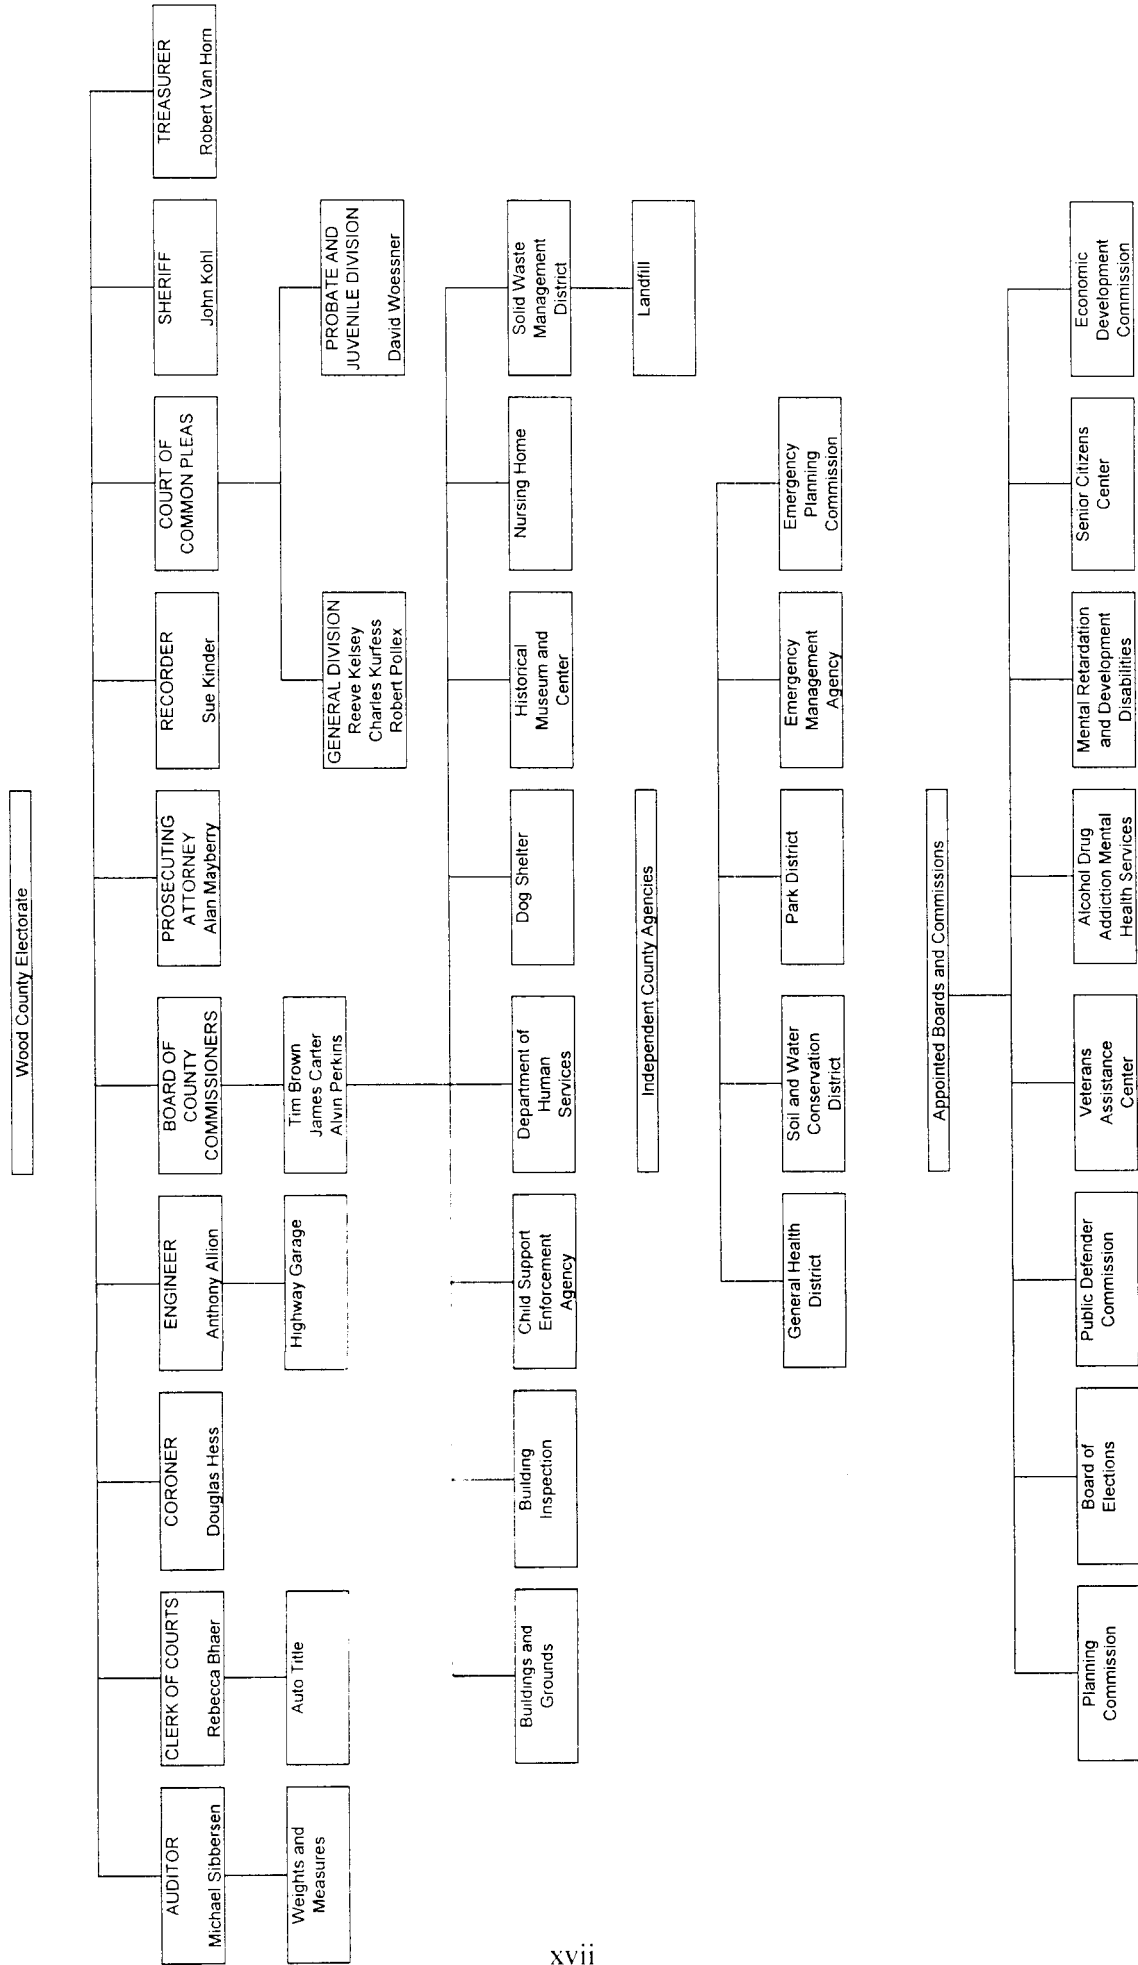 Wood County Electorate
AUDITOR
Michael Sibbersen
CLERK OF COURTS
Rebecca Bhaer
CORONER
Douglas Hess
ENGINEER
Anthony Allion
BOARD OF
COUNTY
COMMISSIONERS
PROSECUTING
ATTORNEY
Alan Mayberry
RECORDER
Sue Kinder
COURT OF
COMMON PLEAS
SHERIFF
John Kohl
TREASURER
Robert Van Horn
Weights and
Measures
Auto Title
Highway Garage
Tim Brown
James Carter
Alvin Perkins
GENERAL DIVISION
Reeve Kelsey
Charles Kurfess
Robert Pollex
PROBATE AND
JUVENILE DIVISION
David Woessner
Buildings and
Grounds
Building
Inspection
Child Support
Enforcement
Agency
Department of
Human
Services
Dog Shelter
Historical
Museum and
Center
Nursing Home
Solid Waste
Management
District
Landfill
Independent County Agencies
General Health
District
Soil and Water
Conservation
District
Park District
Emergency
Management
Agency
Emergency
Planning
Commission
Appointed Boards and Commissions
Planning
Commission
Board of
Elections
Public Defender
Commission
Veterans
Assistance
Center
Alcohol Drug
Addiction Mental
Health Services
Mental Retardation
and Development
Disabilities
Senior Citizens
Center
Economic
Development
Commission
xvii